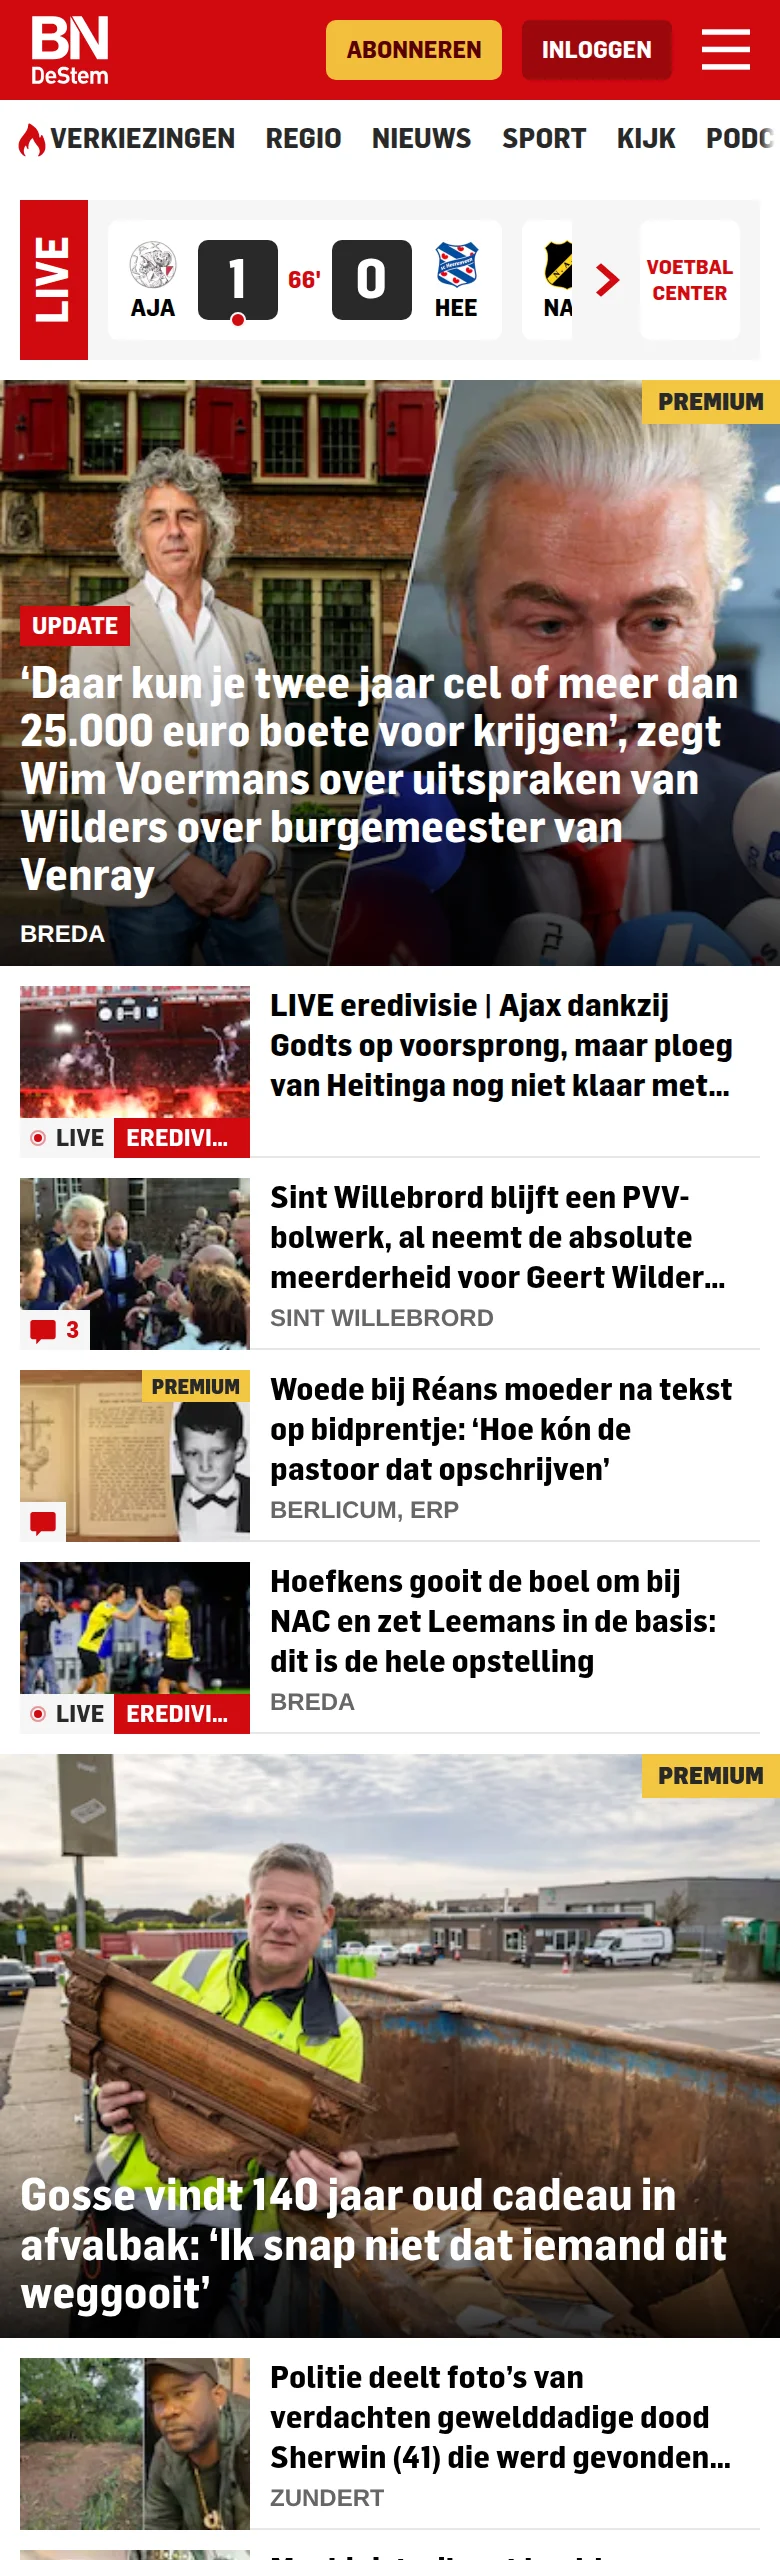 BN
DeStem
ABONNEREN
INLOGGEN
VERKIEZINGEN REGIO NIEUWS SPORT KIJK PODC
LIVE
AJA
1
66'
0
HEE
NA
VOETBAL
CENTER
PREMIUM
UPDATE
‘Daar kun je twee jaar cel of meer dan
25.000 euro boete voor krijgen’, zegt
Wim Voermans over uitspraken van
Wilders over burgemeester van
Venray
BREDA
LIVE eredivisie | Ajax dankzij
Godts op voorsprong, maar ploeg
van Heitinga nog niet klaar met...
LIVE EREDIVI...
Sint Willebrord blijft een PVV-
bolwerk, al neemt de absolute
meerderheid voor Geert Wilder...
SINT WILLEBRORD
3
PREMIUM
Woede bij Réans moeder na tekst
op bidprentje: ‘Hoe kón de
pastoor dat opschrijven’
BERLICUM, ERP
Hoefkens gooit de boel om bij
NAC en zet Leemans in de basis:
dit is de hele opstelling
BREDA
LIVE EREDIVI...
PREMIUM
Gosse vindt 140 jaar oud cadeau in
afvalbak: ‘Ik snap niet dat iemand dit
weggooit’
Politie deelt foto’s van
verdachten gewelddadige dood
Sherwin (41) die werd gevonden...
ZUNDERT